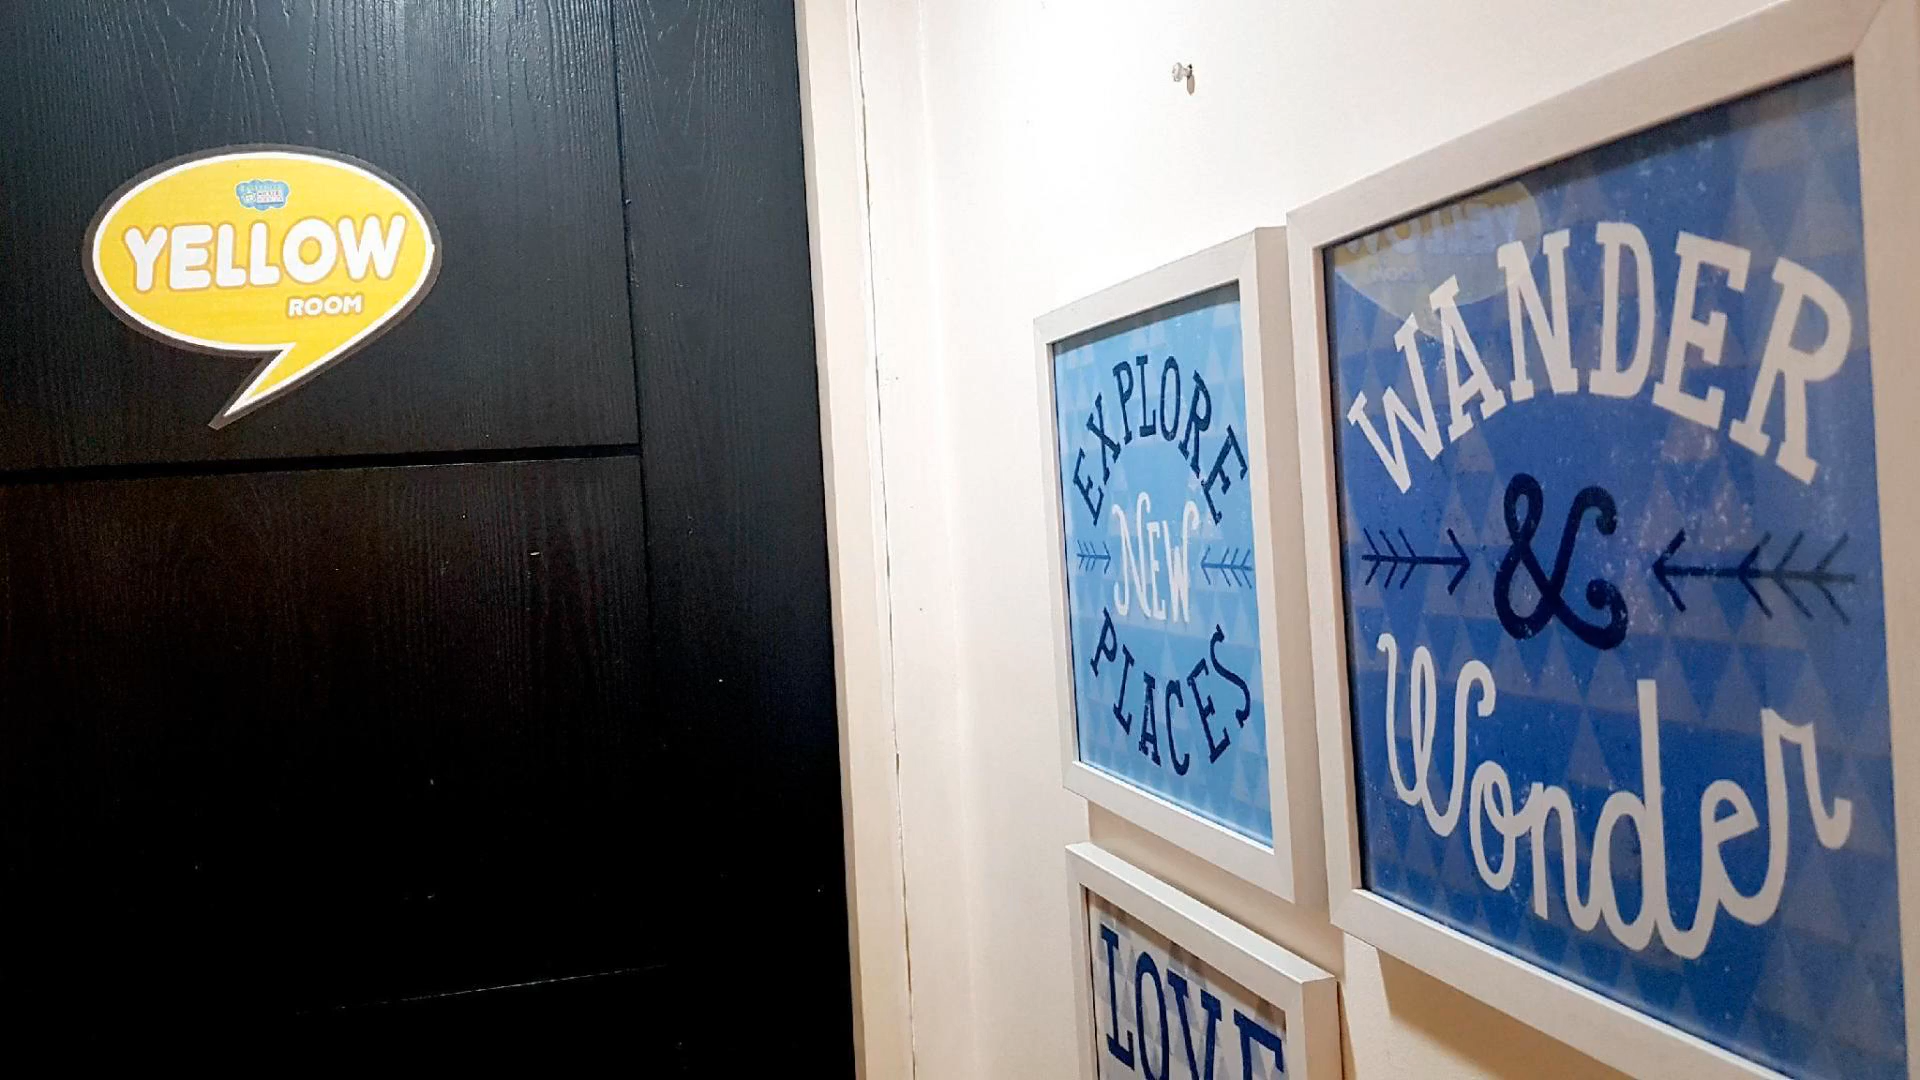 YELLOW
ROOM
EXPLORE
NEW
PLACES
LOVE
WANDER
&
Wonder